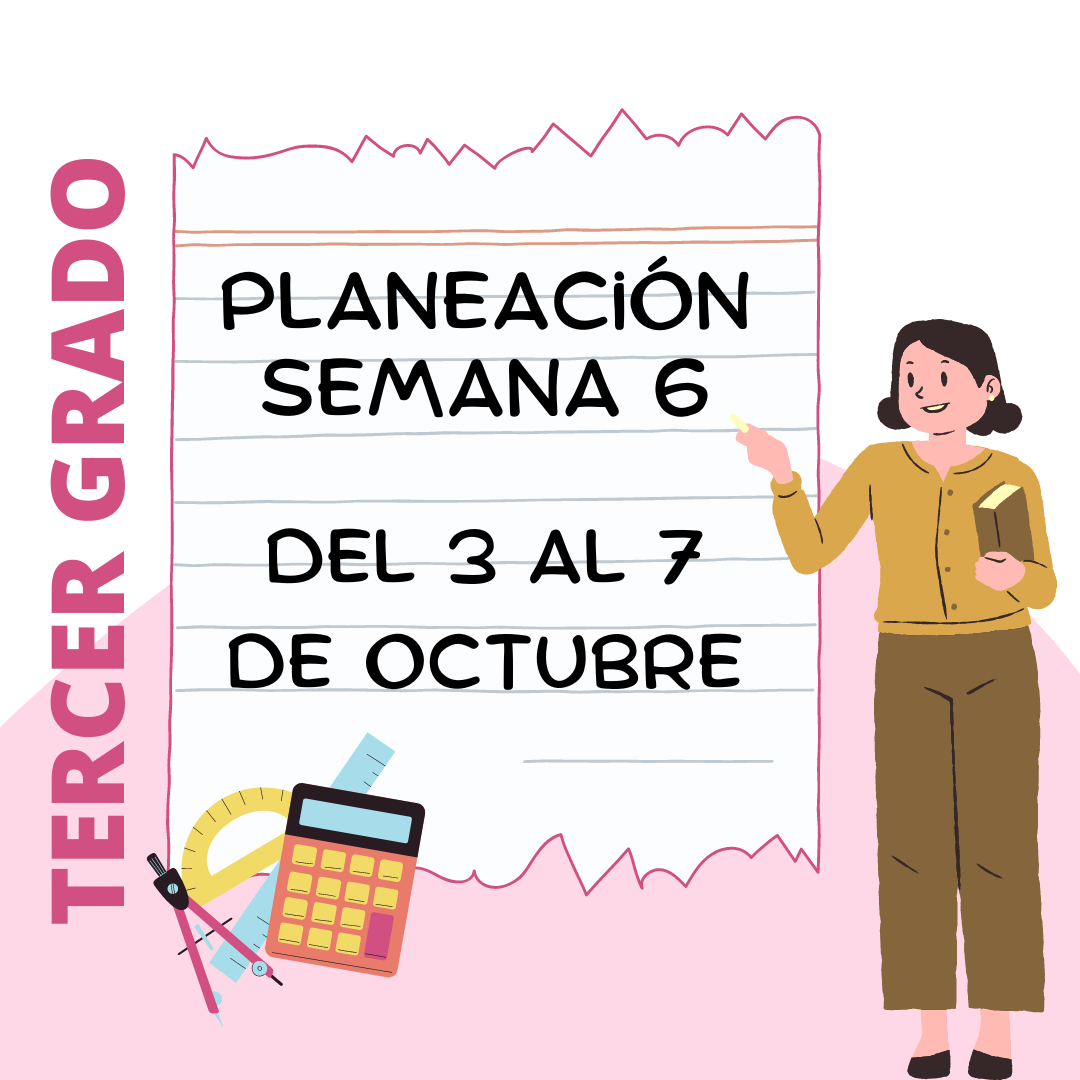 TERCER GRADO
PLANEACIÓN
SEMANA 6
DEL 3 AL 7
DE OCTUBRE